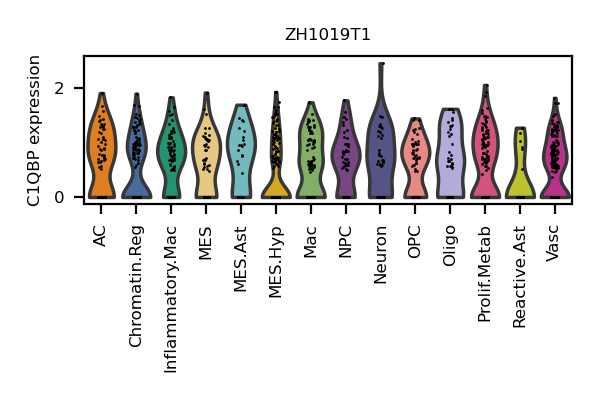 ZH1019T1
C1QBP expression
2
0
AC
Chromatin.Reg
Inflammatory.Mac
MES
MES.Ast
MES.Hyp
Mac
NPC
Neuron
OPC
Oligo
Prolif.Metab
Reactive.Ast
Vasc